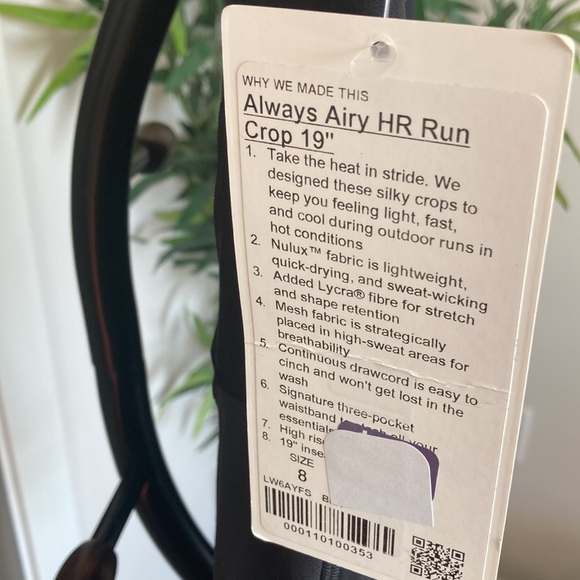 WHY WE MADE THIS
Always Airy HR Run
Crop 19"
1. Take the heat in stride. We
designed these silky crops to
keep you feeling light, fast,
and cool during outdoor runs in
hot conditions
2. Nulux™ fabric is lightweight,
quick-drying, and sweat-wicking
3. Added Lycra® fibre for stretch
and shape retention
4. Mesh fabric is strategically
placed in high-sweat areas for
breathability
5. Continuous drawcord is easy to
cinch and won't get lost in the
wash
6. Signature three-pocket
waistband to all your
essentials
7. High rise
8. 19" inse
SIZE
8
LW6AYFS
000110100353